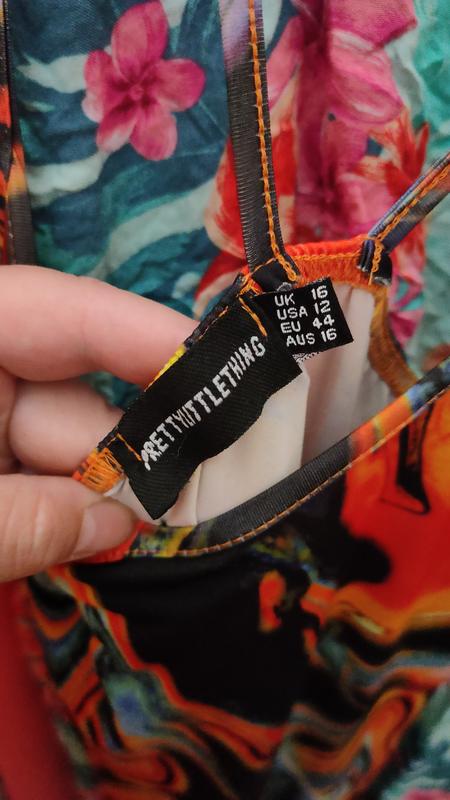 PRETTYLITTLETHING
UK 16
USA 12
EU 44
AUS 16